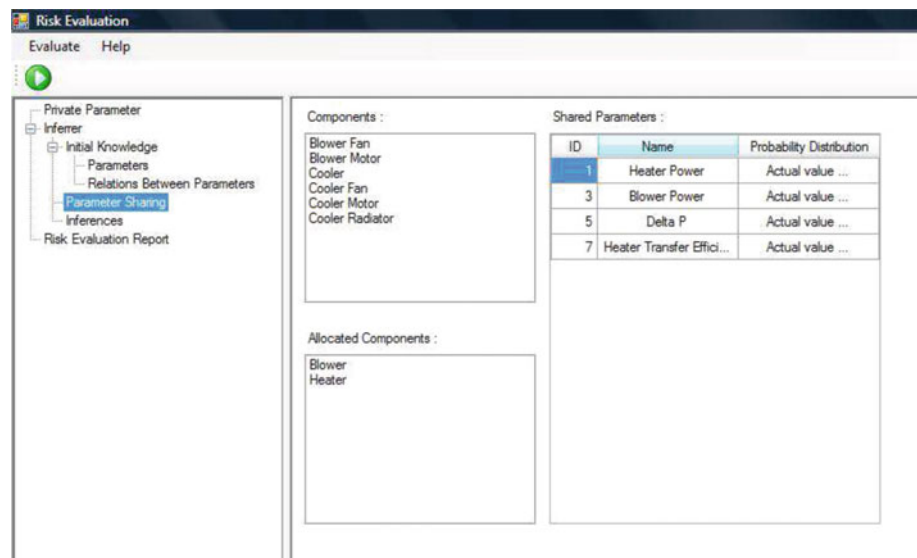 Risk Evaluation
Evaluate Help
Private Parameter
Inferrer
Initial Knowledge
Parameters
Relations Between Parameters
Parameter Sharing
Inferences
Risk Evaluation Report
Components :
Blower Fan
Blower Motor
Cooler
Cooler Fan
Cooler Motor
Cooler Radiator
Allocated Components :
Blower
Heater
Shared Parameters :
ID Name Probability Distribution
1 Heater Power Actual value ...
3 Blower Power Actual value ...
5 Delta P Actual value ...
7 Heater Transfer Effici... Actual value ...